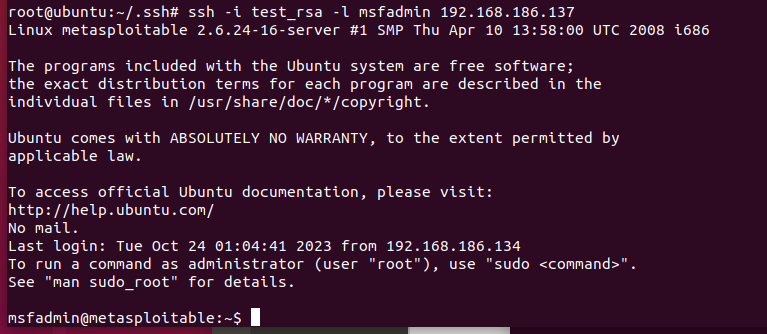 root@ubuntu:~/.ssh# ssh -i test_rsa -l msfadmin 192.168.186.137
Linux metasploitable 2.6.24-16-server #1 SMP Thu Apr 10 13:58:00 UTC 2008 i686
The programs included with the Ubuntu system are free software;
the exact distribution terms for each program are described in the
individual files in /usr/share/doc/*/copyright.
Ubuntu comes with ABSOLUTELY NO WARRANTY, to the extent permitted by
applicable law.
To access official Ubuntu documentation, please visit:
http://help.ubuntu.com/
No mail.
Last login: Tue Oct 24 01:04:41 2023 from 192.168.186.134
To run a command as administrator (user "root"), use "sudo <command>".
See "man sudo_root" for details.
msfadmin@metasploitable:~$